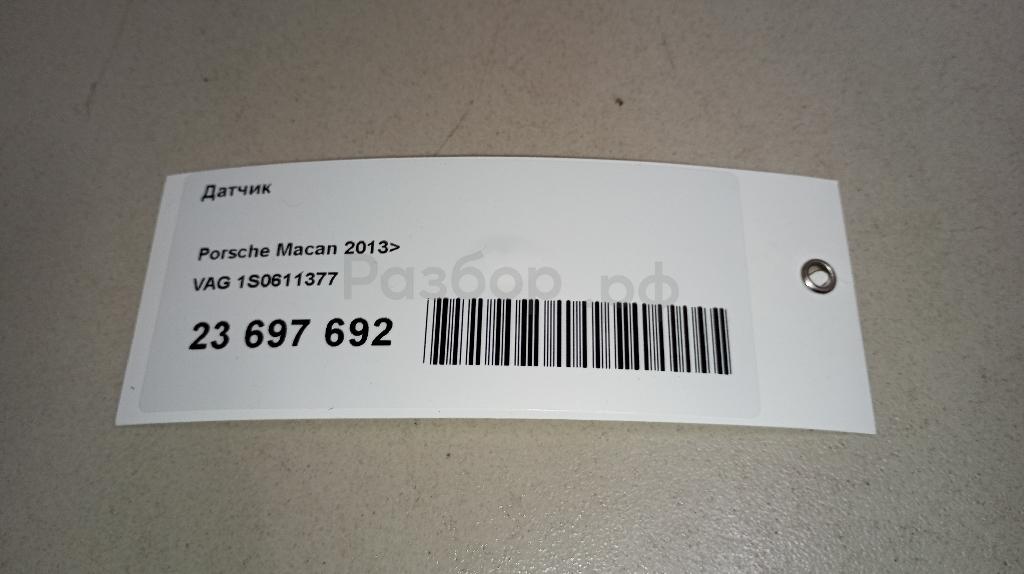 Датчик
Porsche Macan 2013>
VAG 1S0611377
Разбор рф
23 697 692